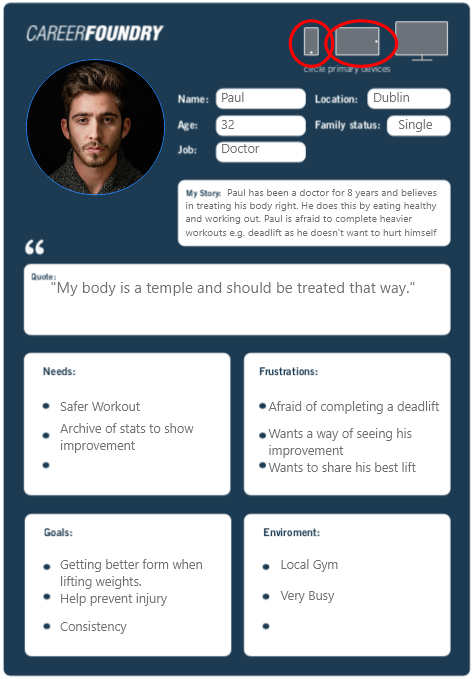 CAREERFOUNDRY
circle primary devices
Name: Paul
Location: Dublin
Age: 32
Family status: Single
Job: Doctor
My Story: Paul has been a doctor for 8 years and believes
in treating his body right. He does this by eating healthy
and working out. Paul is afraid to complete heavier
workouts e.g. deadlift as he doesn't want to hurt himself
“
Quote:
"My body is a temple and should be treated that way."
Needs:
Safer Workout
Archive of stats to show
improvement
Frustrations:
Afraid of completing a deadlift
Wants a way of seeing his
improvement
Wants to share his best lift
Goals:
Getting better form when
lifting weights.
Help prevent injury
Consistency
Enviroment:
Local Gym
Very Busy